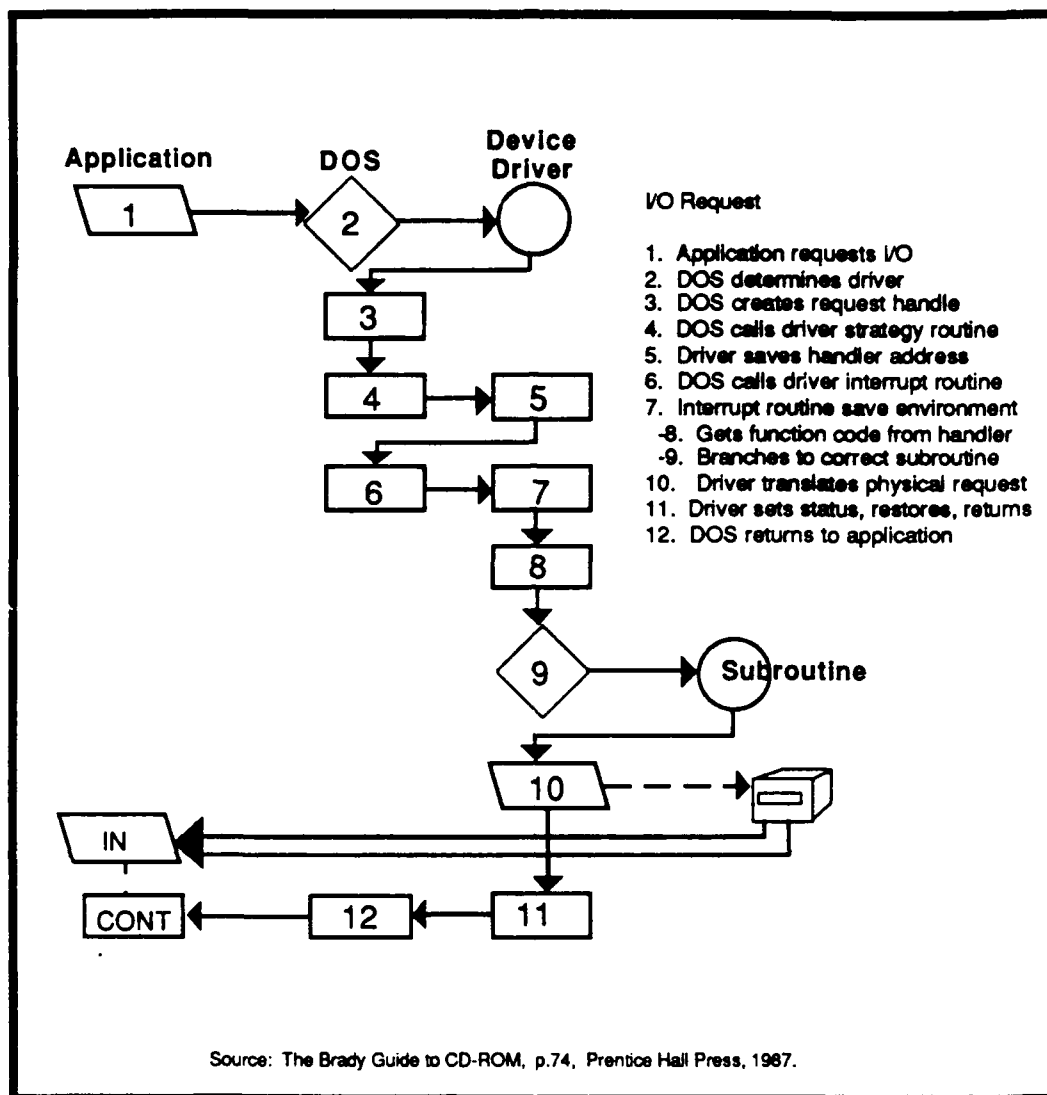 Application
DOS
Device
Driver
1
2
3
4
5
6
7
8
9
Subroutine
10
IN
CONT
12
11
I/O Request
1. Application requests I/O
2. DOS determines driver
3. DOS creates request handle
4. DOS calls driver strategy routine
5. Driver saves handler address
6. DOS calls driver interrupt routine
7. Interrupt routine save environment
-8. Gets function code from handler
-9. Branches to correct subroutine
10. Driver translates physical request
11. Driver sets status, restores, returns
12. DOS returns to application
Source: The Brady Guide to CD-ROM, p.74, Prentice Hall Press, 1987.